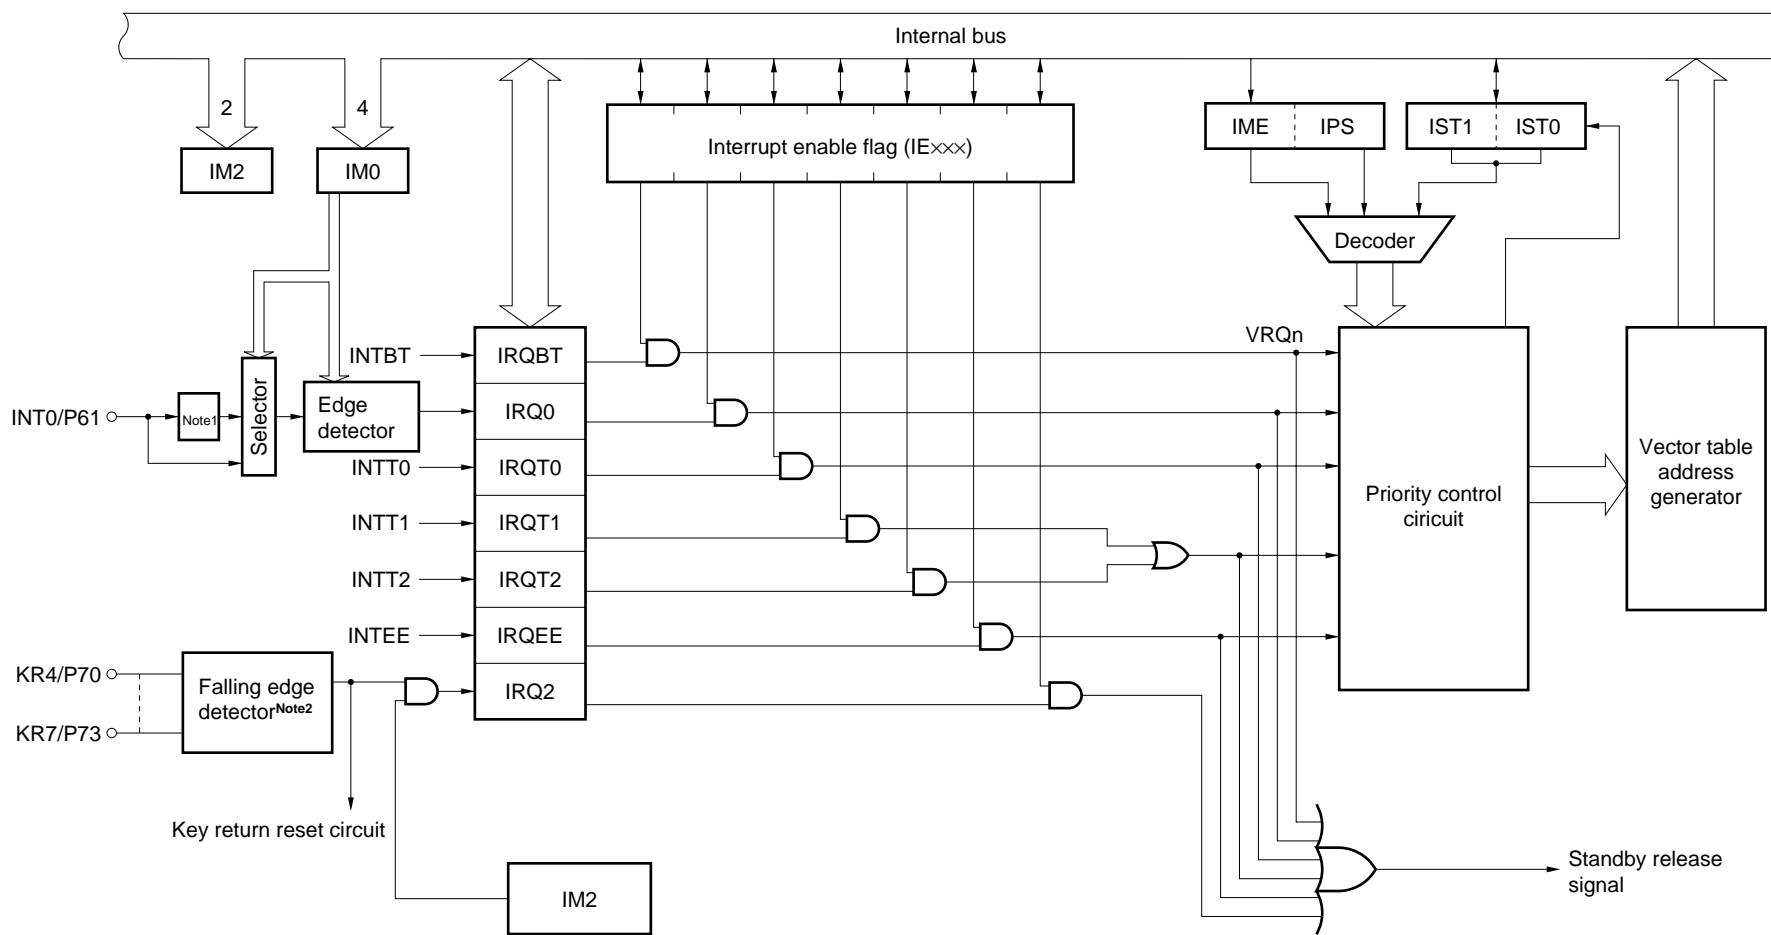 Internal bus
2
4
IM2
IM0
Interrupt enable flag (IE×××)
IME
IPS
IST1
IST0
Decoder
INT0/P61
Note1
Selector
Edge
detector
INTBT
INTT0
INTT1
INTT2
INTEE
IRQBT
IRQ0
IRQT0
IRQT1
IRQT2
IRQEE
IRQ2
VRQn
Priority control
ciricuit
Vector table
address
generator
KR4/P70
KR7/P73
Falling edge
detectorNote2
Key return reset circuit
IM2
Standby release
signal